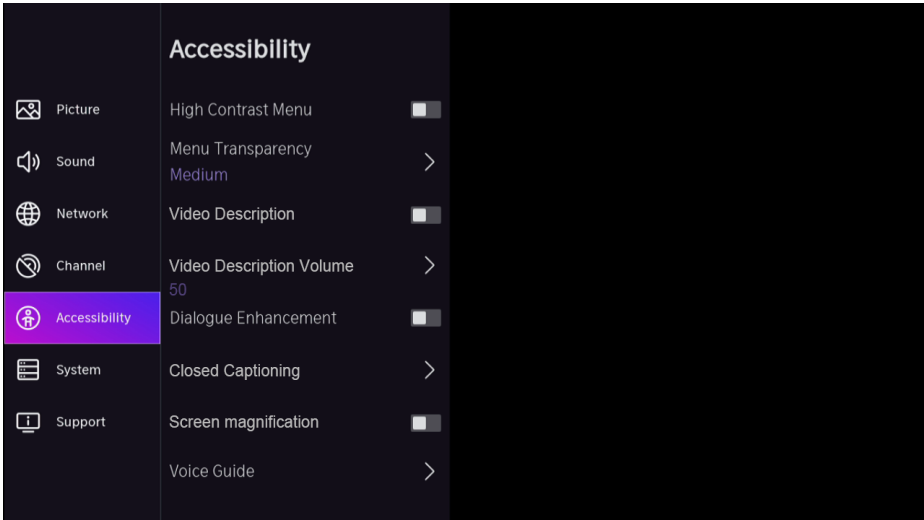 Picture
Sound
Network
Channel
Accessibility
System
Support
Accessibility
High Contrast Menu
Menu Transparency
Medium
Video Description
Video Description Volume
50
Dialogue Enhancement
Closed Captioning
Screen magnification
Voice Guide